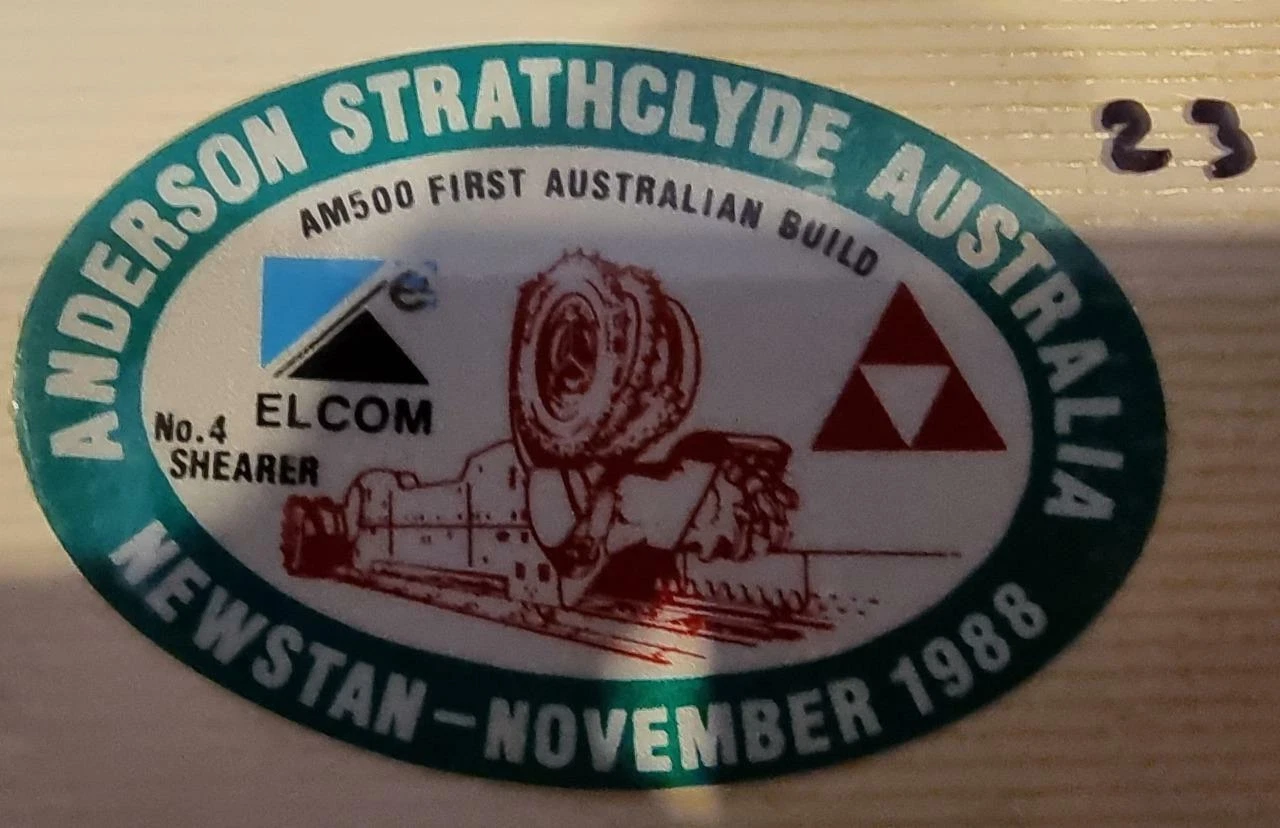 ANDERSON STRATHCLYDE AUSTRALIA
23
AM500 FIRST AUSTRALIAN BUILD
e
ELCOM
No.4
SHEARER
NEWSTAN-NOVEMBER 1988